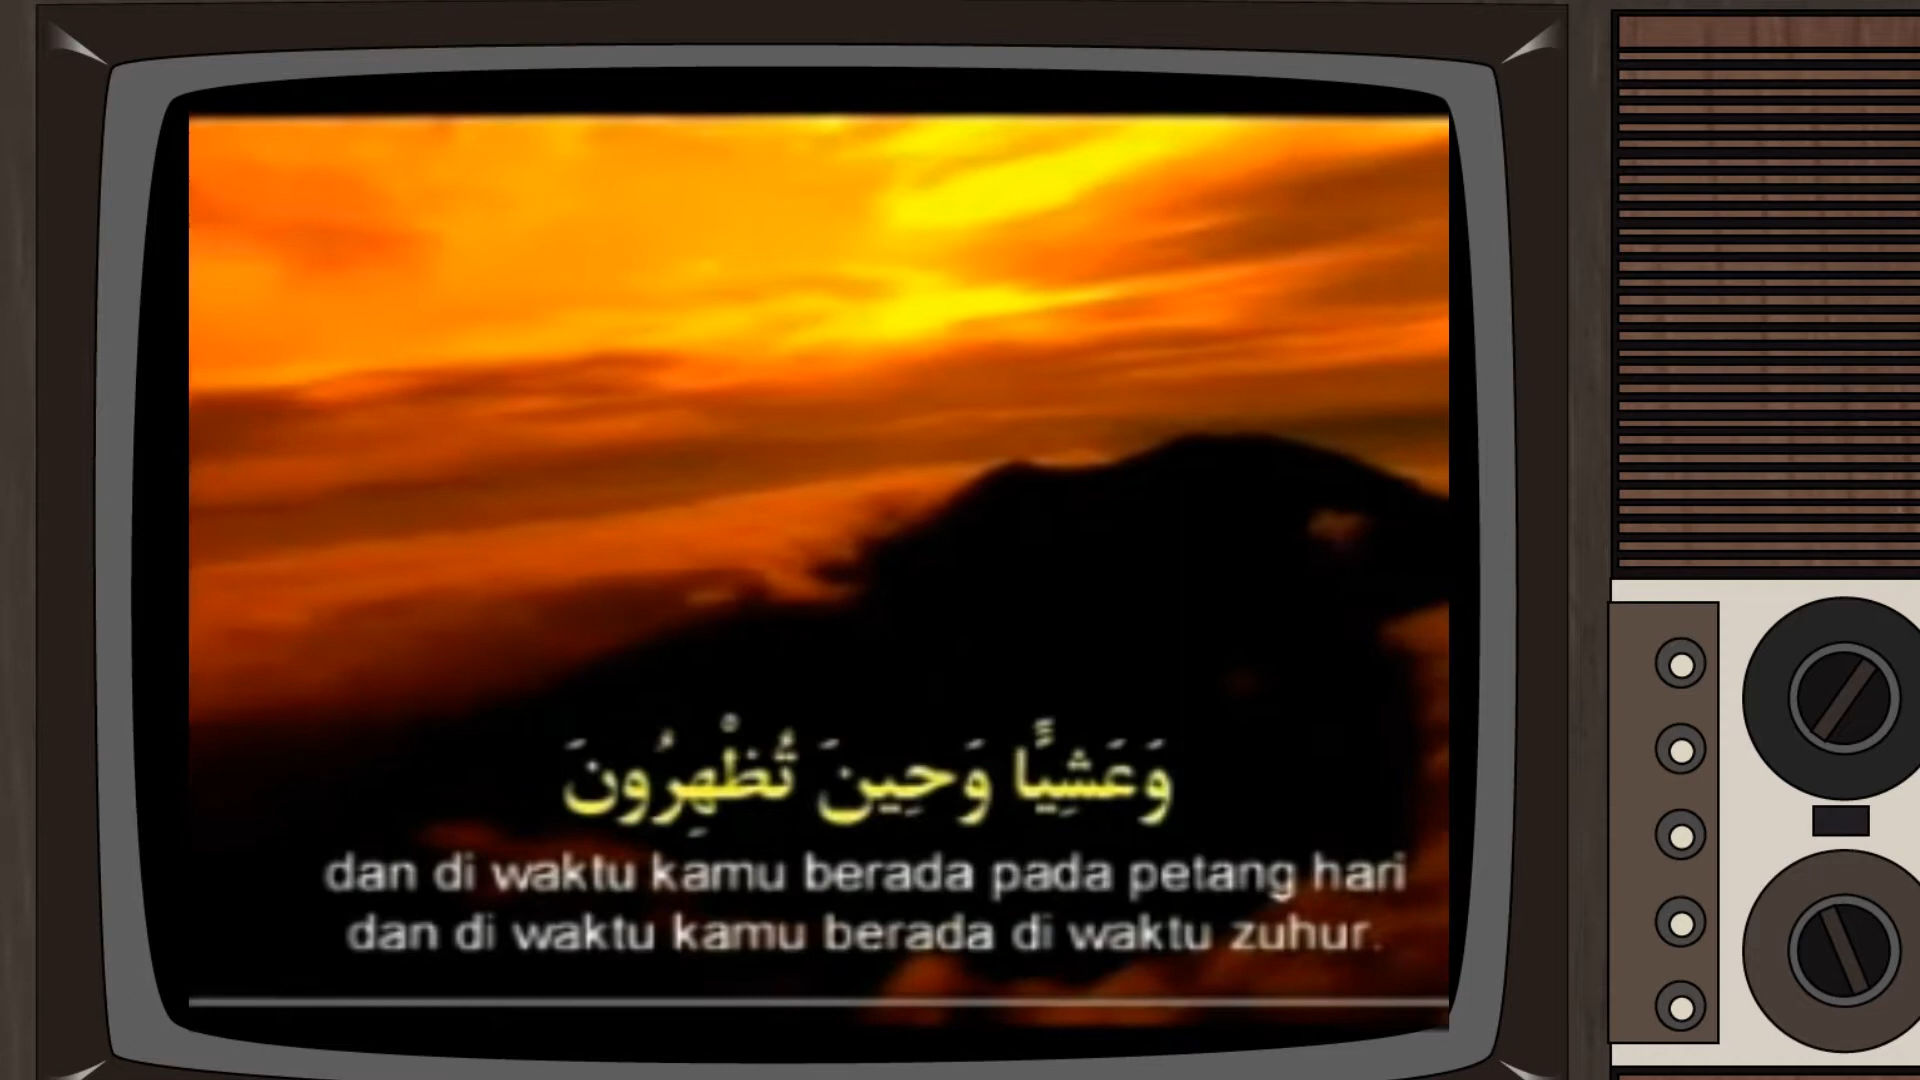 وَعَشِيًّا وَحِينَ تُظْهِرُونَ
dan di waktu kamu berada pada petang hari
dan di waktu kamu berada di waktu zuhur.